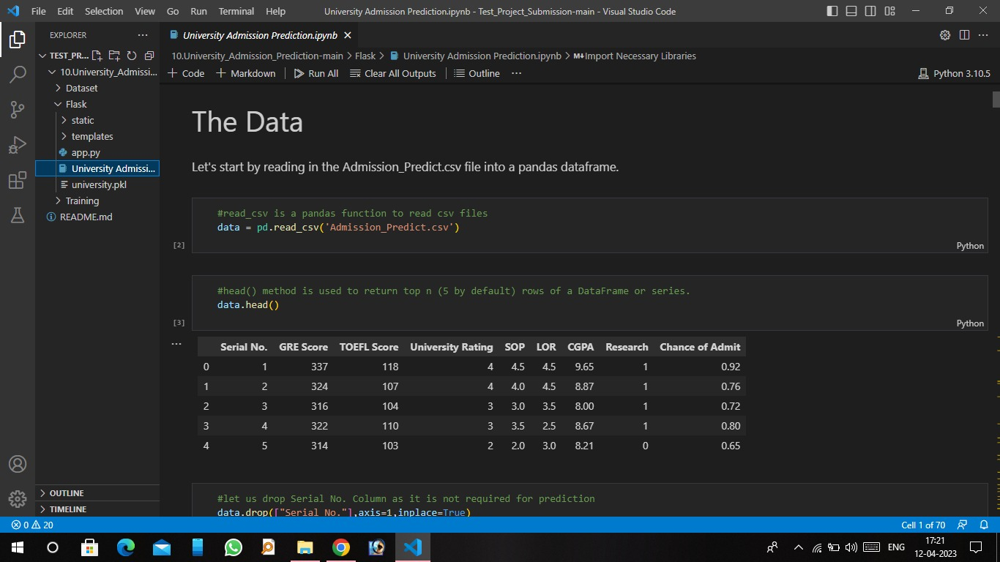 File Edit Selection View Go Run Terminal Help University Admission Prediction.ipynb - Test_Project_Submission-main - Visual Studio Code
EXPLORER
University Admission Prediction.ipynb
TEST_PR...
10.University_Admissi...
Dataset
Flask
static
templates
app.py
University Admissi...
university.pkl
Training
README.md
OUTLINE
TIMELINE
10.University_Admission_Prediction-main > Flask > University Admission Prediction.ipynb > M↓Import Necessary Libraries
Code Markdown Run All Clear All Outputs Outline Python 3.10.5
The Data
Let's start by reading in the Admission_Predict.csv file into a pandas dataframe.
#read_csv is a pandas function to read csv files
data = pd.read_csv('Admission_Predict.csv')
[2] Python
#head() method is used to return top n (5 by default) rows of a DataFrame or series.
data.head()
[3] Python
Serial No. GRE Score TOEFL Score University Rating SOP LOR CGPA Research Chance of Admit
0 1 337 118 4 4.5 4.5 9.65 1 0.92
1 2 324 107 4 4.0 4.5 8.87 1 0.76
2 3 316 104 3 3.0 3.5 8.00 1 0.72
3 4 322 110 3 3.5 2.5 8.67 1 0.80
4 5 314 103 2 2.0 3.0 8.21 0 0.65
#let us drop Serial No. Column as it is not required for prediction
data.drop(["Serial No."],axis=1,inplace=True)
0 20 Cell 1 of 70
ENG
17:21
12-04-2023